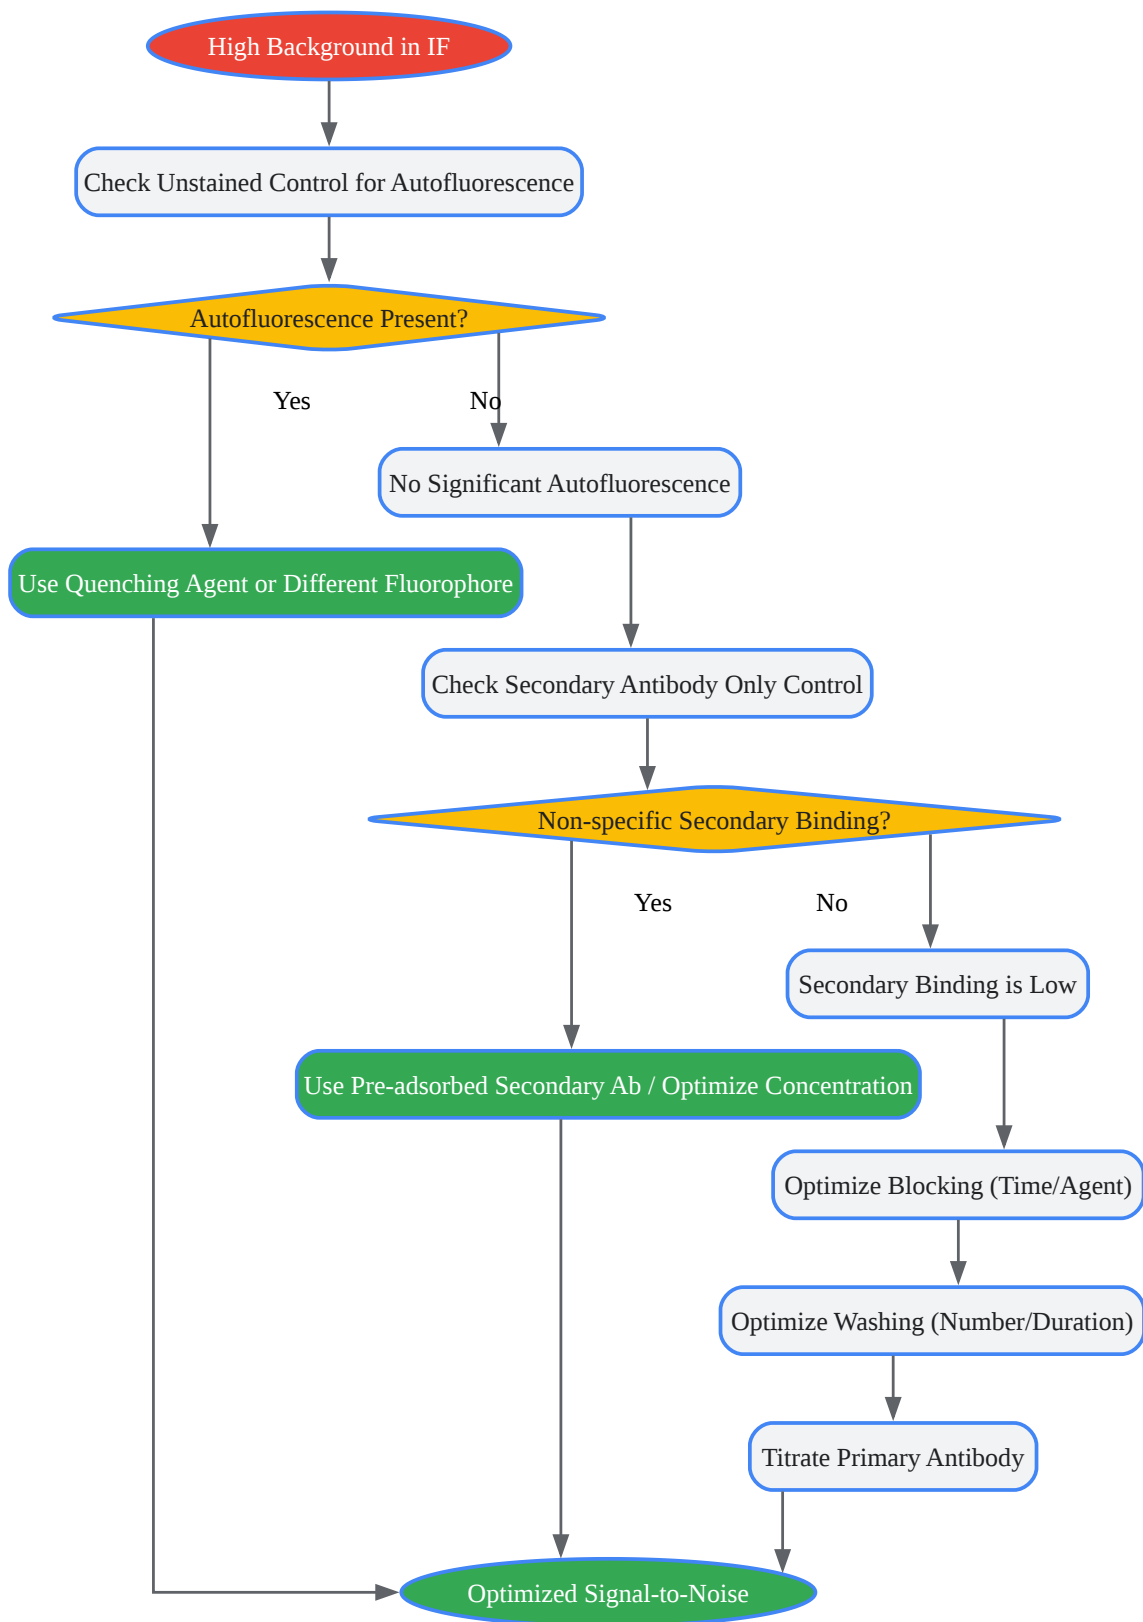 High Background in IF
Check Unstained Control for Autofluorescence
Autofluorescence Present?
Yes
No
No Significant Autofluorescence
Use Quenching Agent or Different Fluorophore
Check Secondary Antibody Only Control
Non-specific Secondary Binding?
Yes
No
Secondary Binding is Low
Use Pre-adsorbed Secondary Ab / Optimize Concentration
Optimize Blocking (Time/Agent)
Optimize Washing (Number/Duration)
Titrate Primary Antibody
Optimized Signal-to-Noise